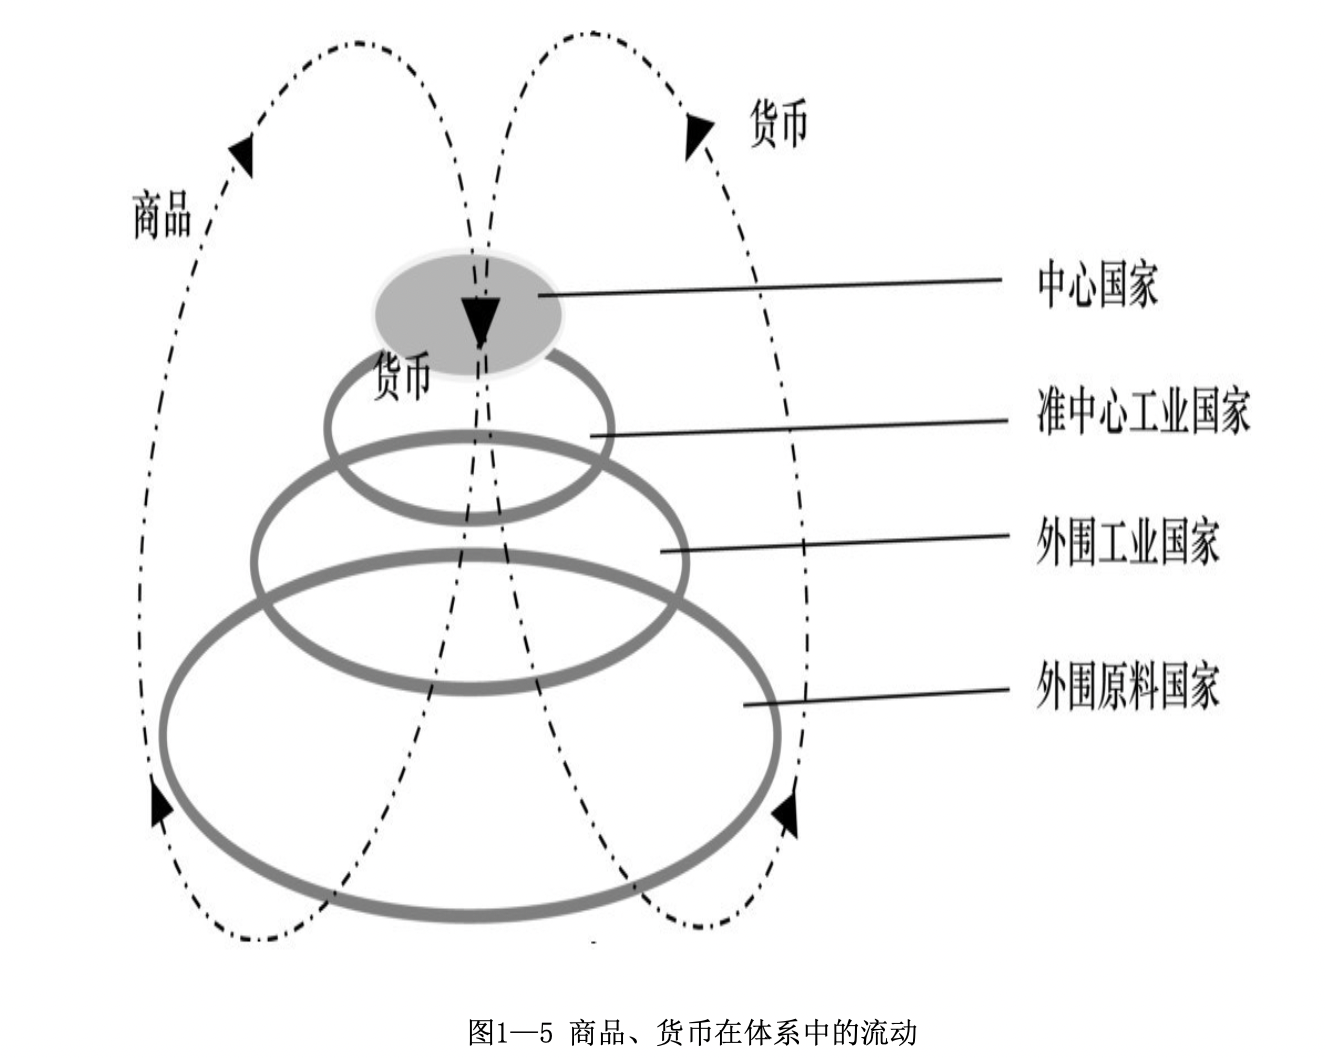 货币
商品
中心国家
货币
准中心工业国家
外围工业国家
外围原料国家
图1—5 商品、货币在体系中的流动